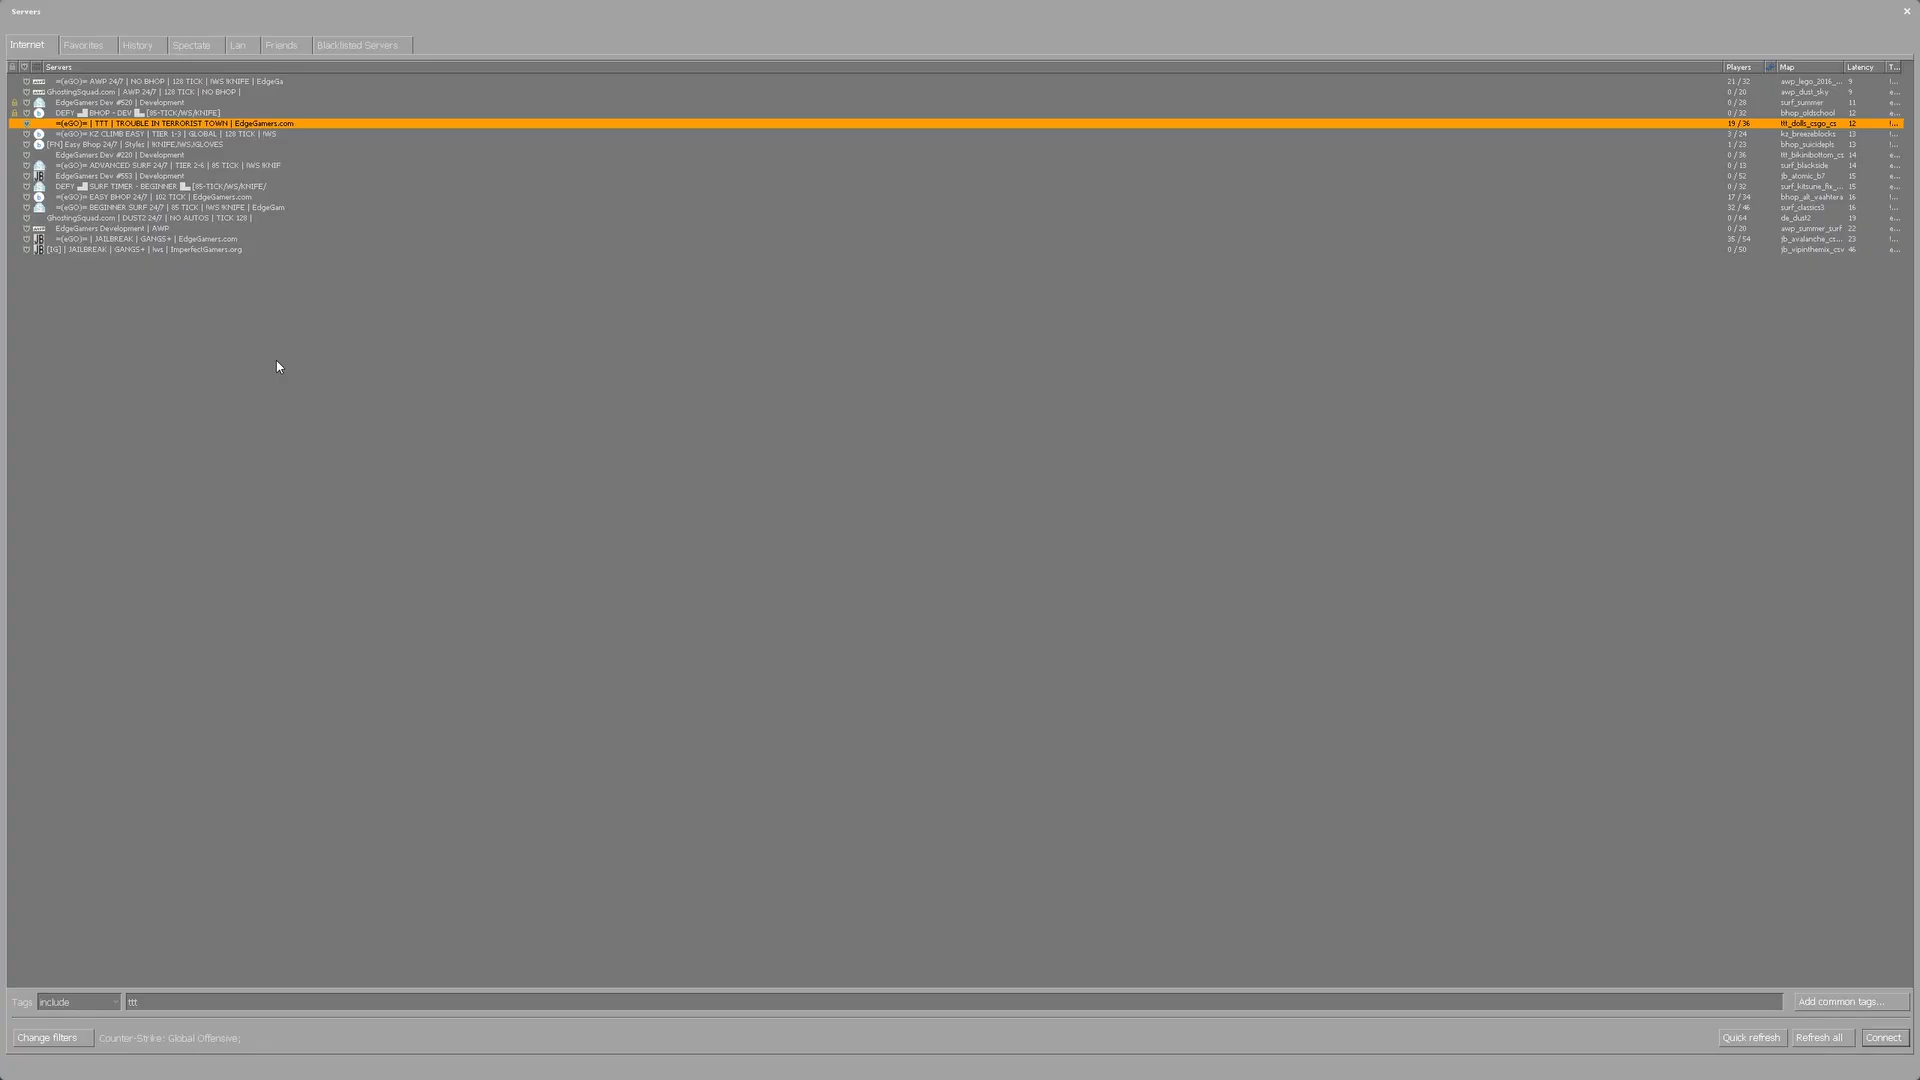 Servers
Internet Favorites History Spectate Lan Friends Blacklisted Servers
Servers Players Map Latency T...
=(eGO)= AWP 24/7 | NO BHOP | 128 TICK | !WS !KNIFE | EdgeGa 21 / 32 awp_lego_2016_... 9 !...
GhostingSquad.com | AWP 24/7 | 128 TICK | NO BHOP | 0 / 20 awp_dust_sky 9 e...
EdgeGamers Dev #520 | Development 0 / 28 surf_summer 11 e...
DEFY BHOP - DEV [85-TICK/WS/KNIFE] 0 / 32 bhop_oldschool 12 e...
=(eGO)= | TTT | TROUBLE IN TERRORIST TOWN | EdgeGamers.com 19 / 36 ttt_dolls_csgo_cs 12 !...
=(eGO)= KZ CLIMB EASY | TIER 1-3 | GLOBAL | 128 TICK | !WS 3 / 24 kz_breezeblocks 13 !...
[FN] Easy Bhop 24/7 | Styles | !KNIFE/!WS/!GLOVES 1 / 23 bhop_suicidepls 13 !...
EdgeGamers Dev #220 | Development 0 / 36 ttt_bikinibottom_cs 14 e...
=(eGO)= ADVANCED SURF 24/7 | TIER 2-6 | 85 TICK | !WS !KNIF 0 / 13 surf_blackside 14 e...
EdgeGamers Dev #553 | Development 0 / 52 jb_atomic_b7 15 e...
DEFY SURF TIMER - BEGINNER [85-TICK/WS/KNIFE/ 0 / 32 surf_kitsune_fix_... 15 e...
=(eGO)= EASY BHOP 24/7 | 102 TICK | EdgeGamers.com 17 / 34 bhop_alt_vaahtera 16 !...
=(eGO)= BEGINNER SURF 24/7 | 85 TICK | !WS !KNIFE | EdgeGam 32 / 46 surf_classics3 16 !...
GhostingSquad.com | DUST2 24/7 | NO AUTOS | TICK 128 | 0 / 64 de_dust2 19 e...
EdgeGamers Development | AWP 0 / 20 awp_summer_surf 22 e...
=(eGO)= | JAILBREAK | GANGS+ | EdgeGamers.com 35 / 54 jb_avalanche_cs... 23 !...
[IG] | JAILBREAK | GANGS+ | !ws | ImperfectGamers.org 0 / 50 jb_vipinthemix_csv 46 e...
Tags include ttt Add common tags...
Change filters Counter-Strike: Global Offensive; Quick refresh Refresh all Connect